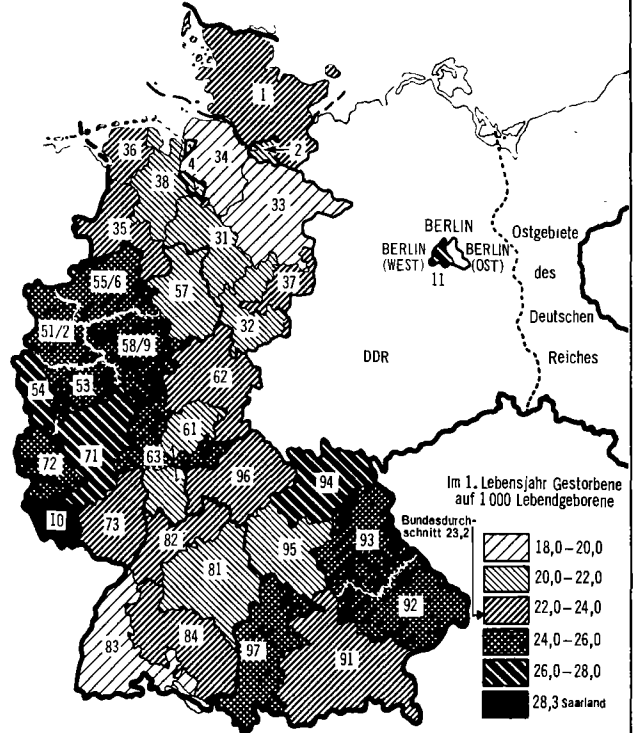 1
2
36
4
34
38
33
35
31
BERLIN
Ostgebiete
BERLIN
(WEST)
BERLIN
(OST)
11
des
Deutschen
Reiches
55/6
57
37
32
51/2
58/9
DDR
62
54
53
61
71
72
63
96
94
10
73
82
95
93
81
92
83
84
97
91
Im 1. Lebensjahr Gestorbene
auf 1000 Lebendgeborene
Bundesdurch-
schnitt 23,2
18,0–20,0
20,0–22,0
22,0–24,0
24,0–26,0
26,0–28,0
28,3 Saarland